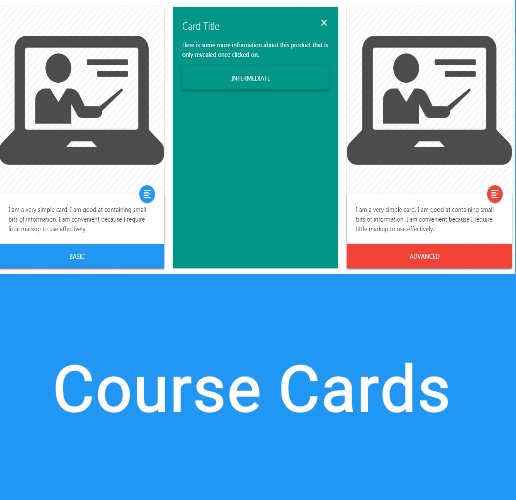 I am a very simple card. I am good at containing small
bits of information. I am convenient because I require
little markup to use effectively.
BASIC
Card Title
X
Here is some more information about this product that is
only revealed once clicked on.
INTERMEDIATE
I am a very simple card. I am good at containing small
bits of information. I am convenient because I require
little markup to use effectively.
ADVANCED
Course Cards